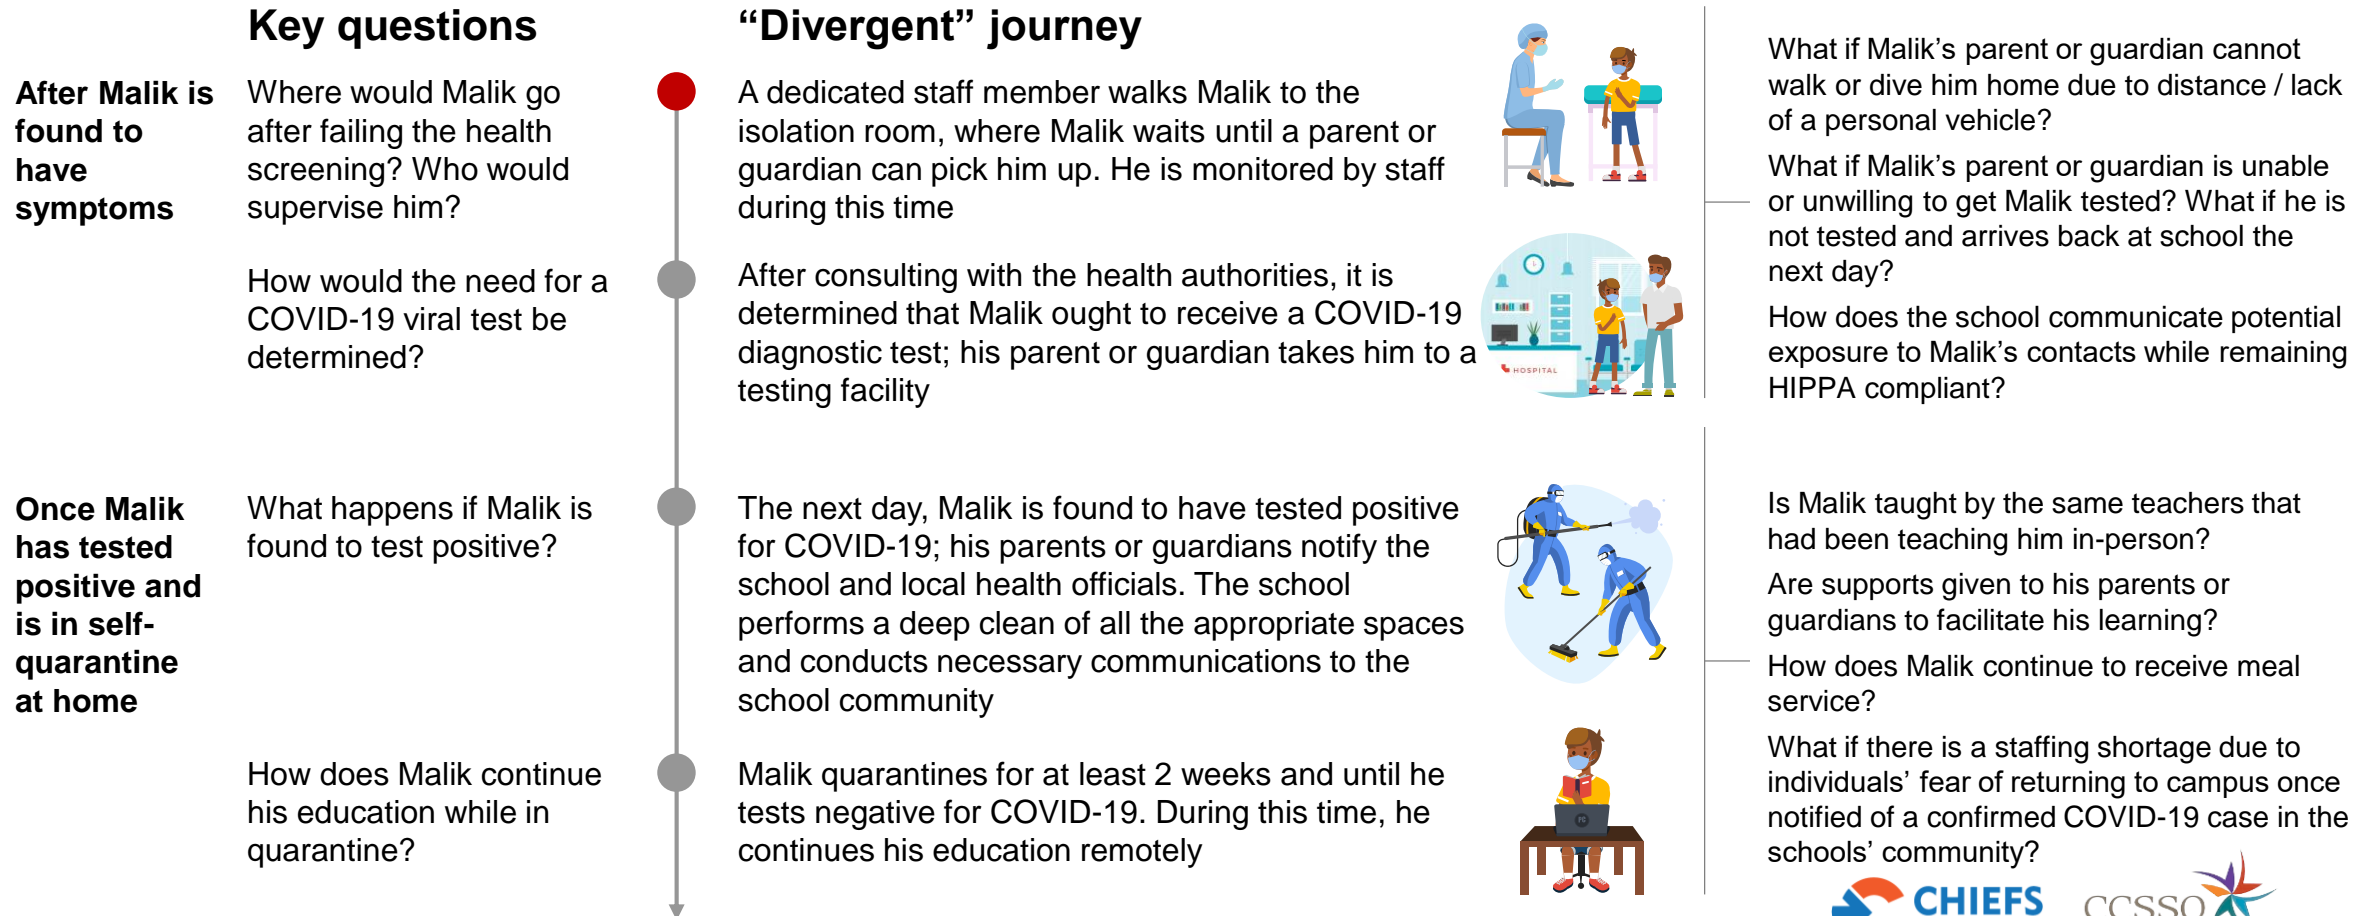 Key questions
“Divergent” journey
After Malik is
found to
have
symptoms
Where would Malik go
after failing the health
screening? Who would
supervise him?
A dedicated staff member walks Malik to the
isolation room, where Malik waits until a parent or
guardian can pick him up. He is monitored by staff
during this time
How would the need for a
COVID-19 viral test be
determined?
After consulting with the health authorities, it is
determined that Malik ought to receive a COVID-19
diagnostic test; his parent or guardian takes him to a
testing facility
HOSPITAL
What if Malik’s parent or guardian cannot
walk or dive him home due to distance / lack
of a personal vehicle?
What if Malik’s parent or guardian is unable
or unwilling to get Malik tested? What if he is
not tested and arrives back at school the
next day?
How does the school communicate potential
exposure to Malik’s contacts while remaining
HIPPA compliant?
Once Malik
has tested
positive and
is in self-
quarantine
at home
What happens if Malik is
found to test positive?
The next day, Malik is found to have tested positive
for COVID-19; his parents or guardians notify the
school and local health officials. The school
performs a deep clean of all the appropriate spaces
and conducts necessary communications to the
school community
How does Malik continue
his education while in
quarantine?
Malik quarantines for at least 2 weeks and until he
tests negative for COVID-19. During this time, he
continues his education remotely
PC
Is Malik taught by the same teachers that
had been teaching him in-person?
Are supports given to his parents or
guardians to facilitate his learning?
How does Malik continue to receive meal
service?
What if there is a staffing shortage due to
individuals’ fear of returning to campus once
notified of a confirmed COVID-19 case in the
schools’ community?
CHIEFS
CCSSO